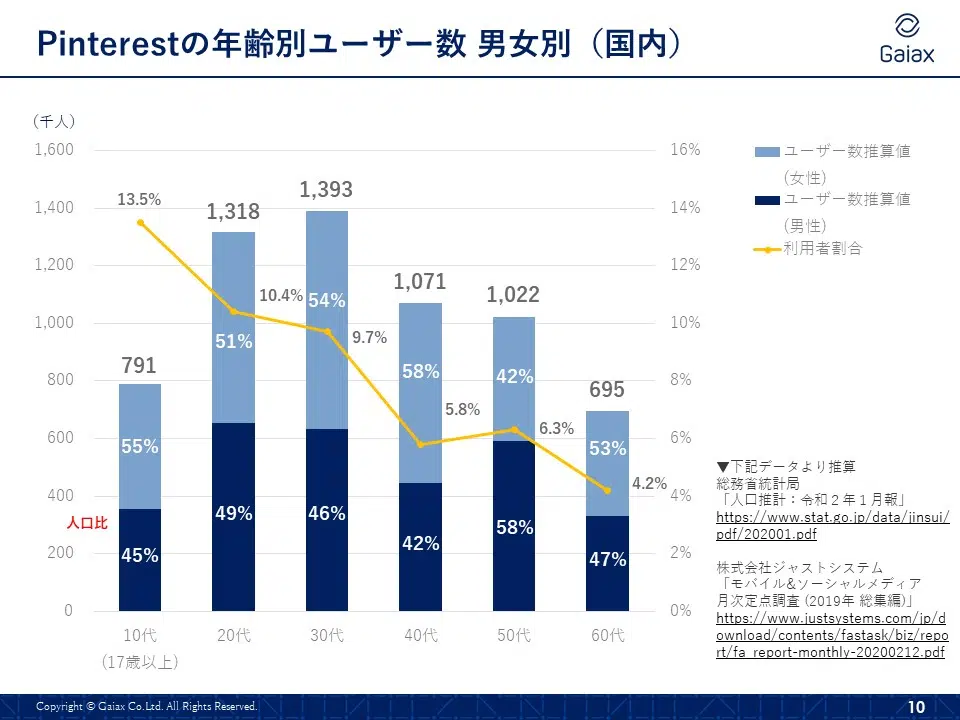 Pinterestの年齢別ユーザー数 男女別（国内）
Gaiax
(千人)
1,600
1,400
1,200
1,000
800
600
400
200
0
16%
14%
12%
10%
8%
6%
4%
2%
0%
791
1,318
1,393
1,071
1,022
695
13.5%
10.4%
9.7%
5.8%
6.3%
4.2%
55%
51%
54%
58%
42%
53%
人口比
45%
49%
46%
42%
58%
47%
10代
(17歳以上)
20代
30代
40代
50代
60代
ユーザー数推算値
(女性)
ユーザー数推算値
(男性)
利用者割合
▼下記データより推算
総務省統計局
「人口推計：令和２年１月報」
https://www.stat.go.jp/data/jinsui/
pdf/202001.pdf
株式会社ジャストシステム
「モバイル&ソーシャルメディア
月次定点調査 (2019年 総集編)」
https://www.justsystems.com/jp/d
ownload/contents/fastask/biz/repo
rt/fa_report-monthly-20200212.pdf
Copyright © Gaiax Co.Ltd. All Rights Reserved.
10